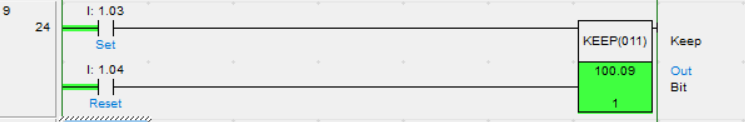 9
24
I: 1.03
Set
KEEP(011)
Keep
I: 1.04
Reset
100.09
Out
Bit
1